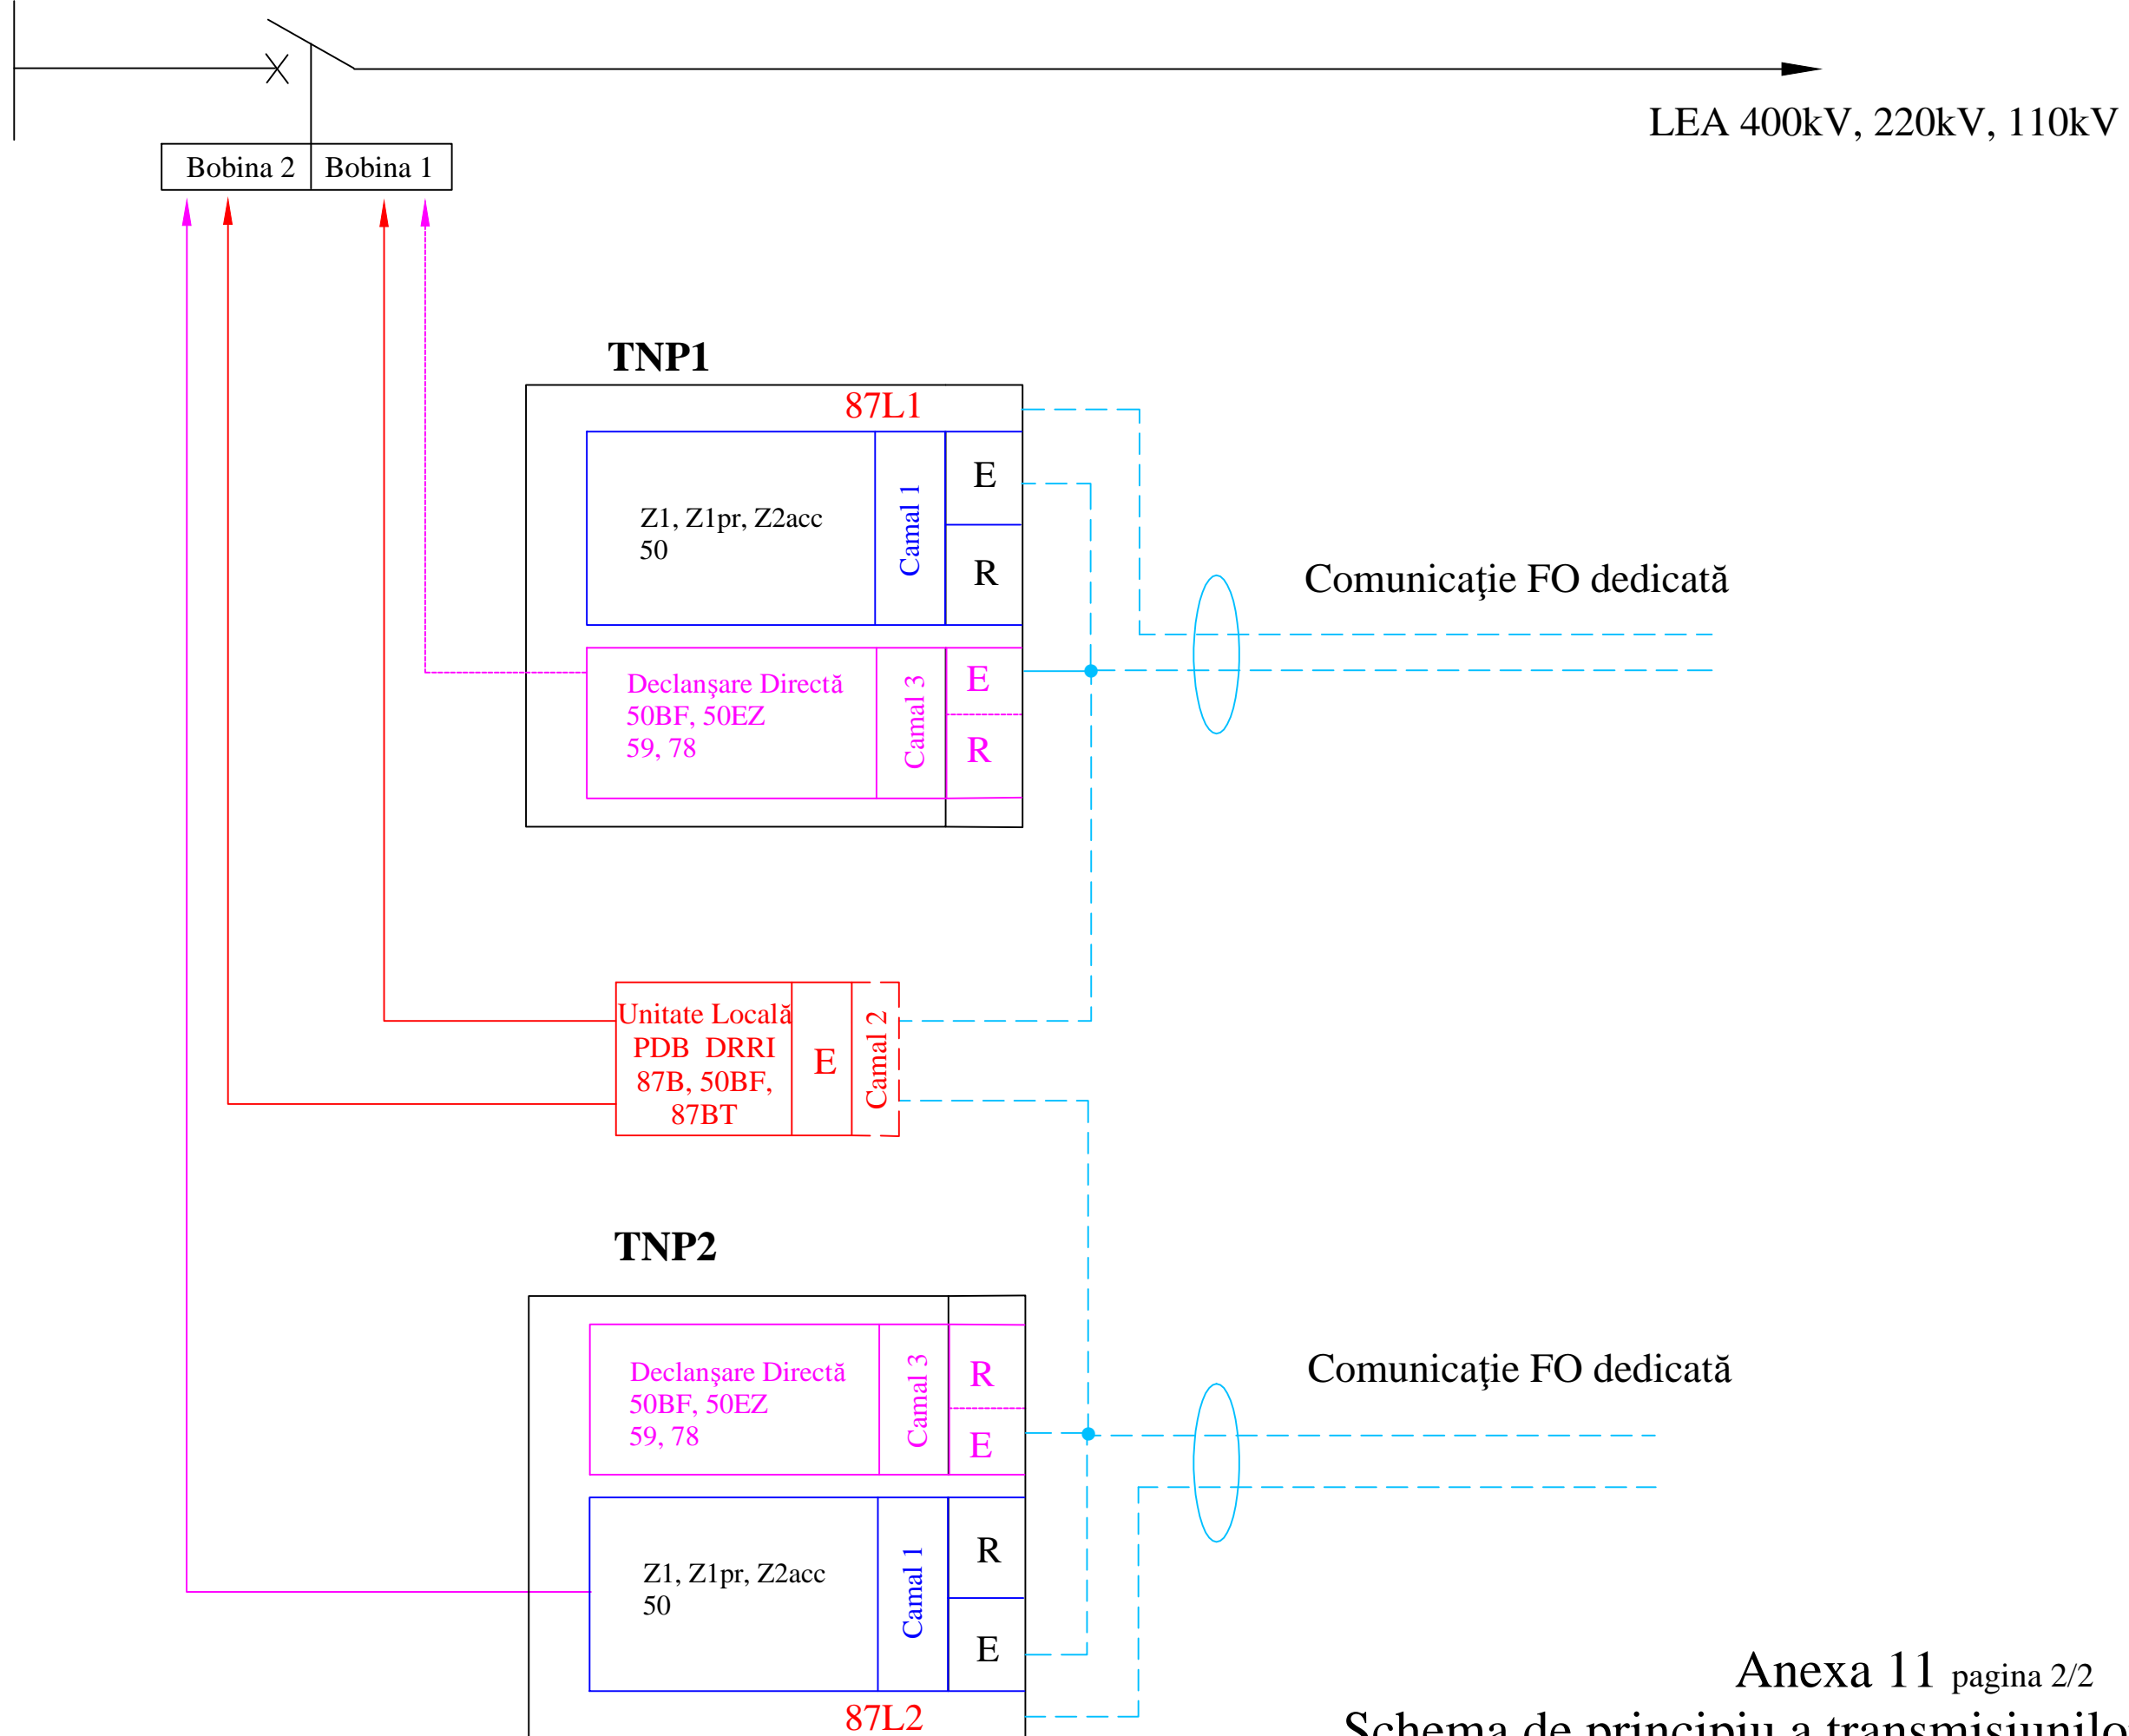 LEA 400kV, 220kV, 110kV
Bobina 2
Bobina 1
TNP1
87L1
Z1, Z1pr, Z2acc
50
Camal 1
E
R
Comunicaţie FO dedicată
Declanşare Directă
50BF, 50EZ
59, 78
Camal 3
E
R
Unitate Locală
PDB DRRI
87B, 50BF,
87BT
E
Camal 2
TNP2
Declanşare Directă
50BF, 50EZ
59, 78
Camal 3
R
E
Comunicaţie FO dedicată
Z1, Z1pr, Z2acc
50
Camal 1
R
E
87L2
Anexa 11 pagina 2/2
Schema de principiu a